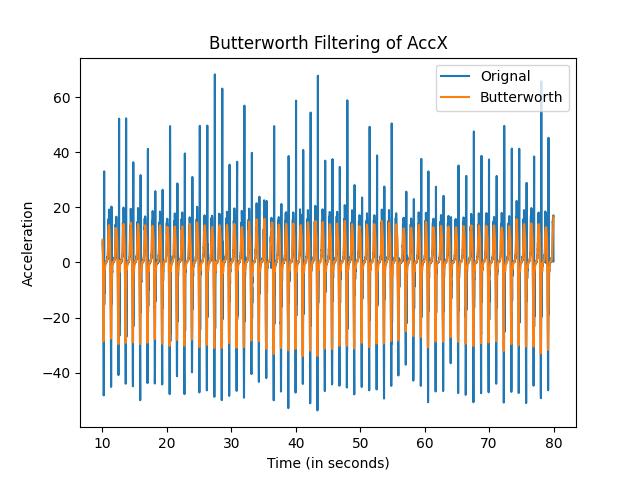 Butterworth Filtering of AccX
Orignal
Butterworth
Acceleration
60
40
20
0
−20
−40
10
20
30
40
50
60
70
80
Time (in seconds)